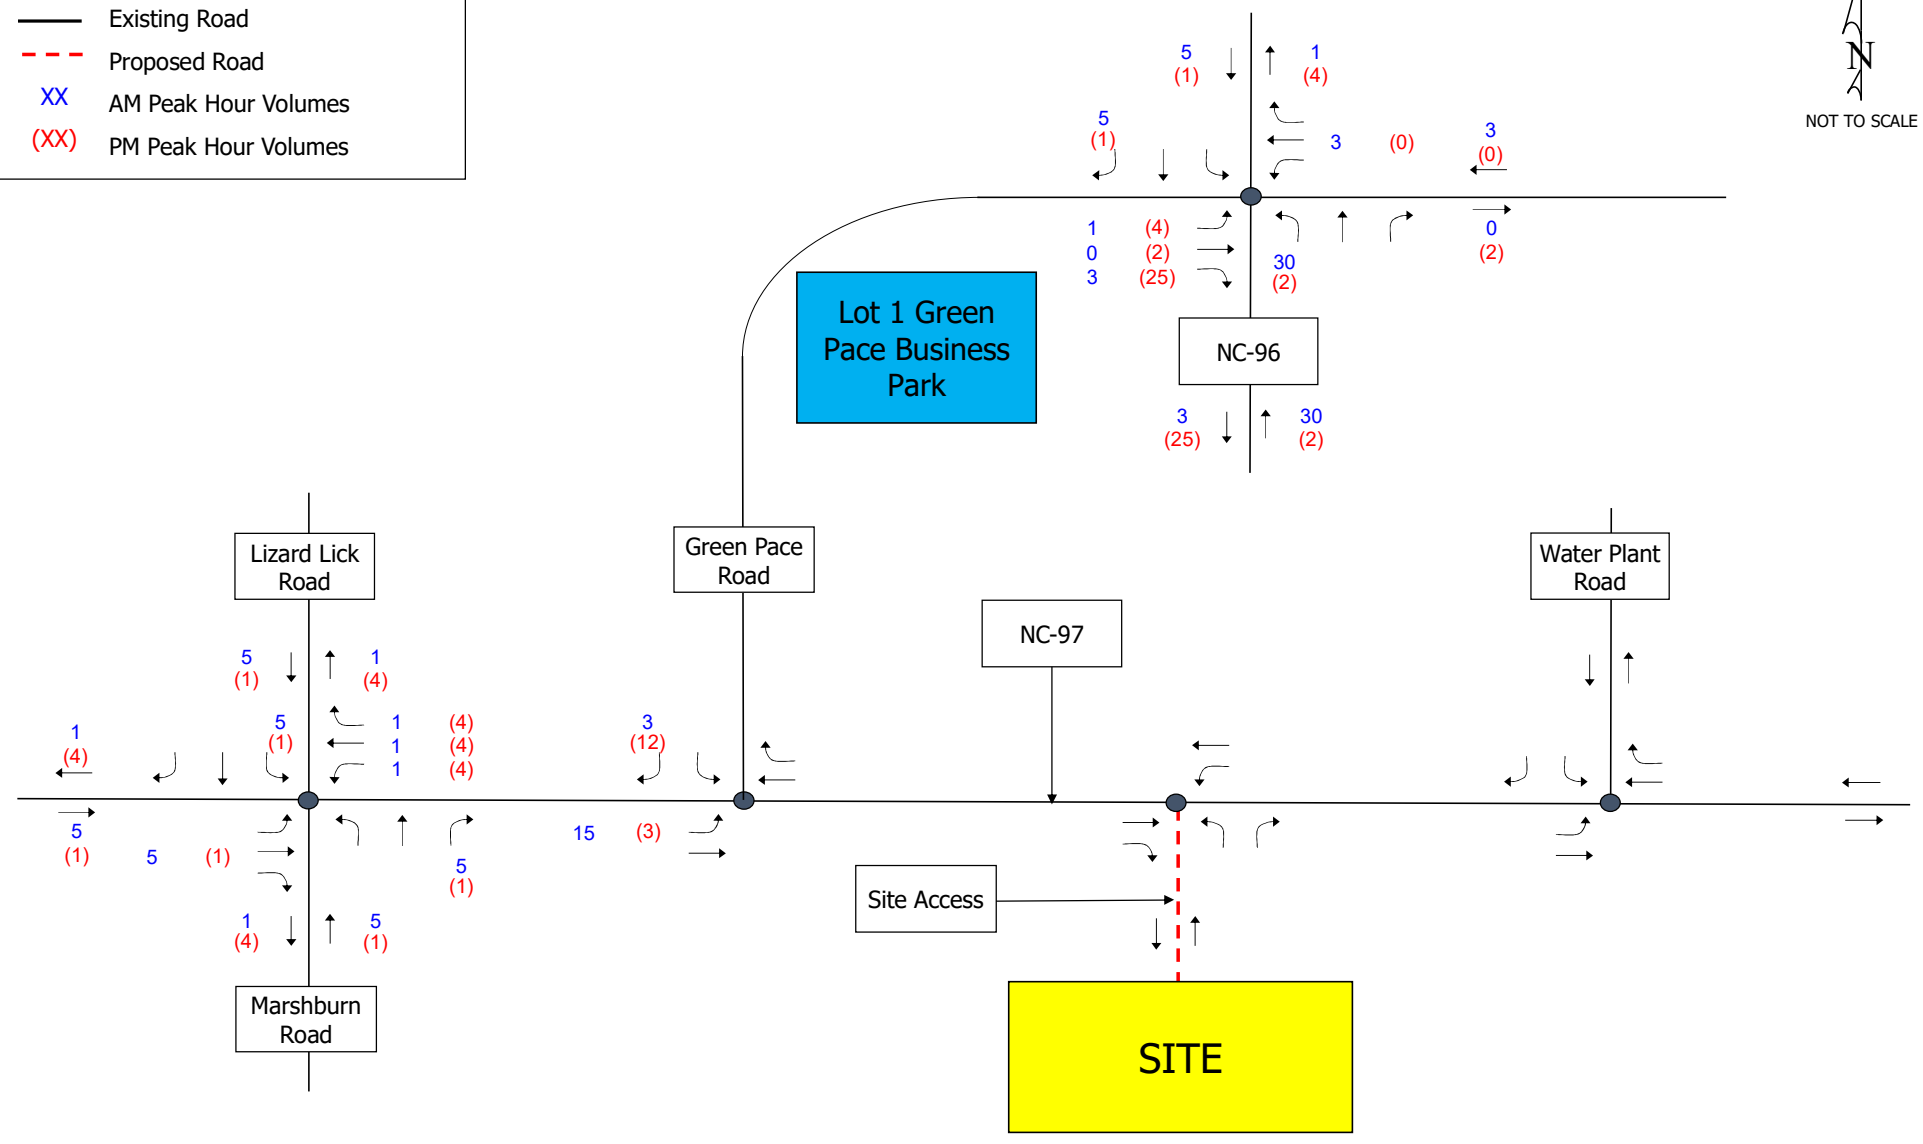 Existing Road
Proposed Road
XX AM Peak Hour Volumes
(XX) PM Peak Hour Volumes
N
NOT TO SCALE
5 1
(1) (4)
5
(1)
3 (0)
3
(0)
1 (4)
0 (2)
3 (25)
30
(2)
0
(2)
Lot 1 Green
Pace Business
Park
NC-96
3 30
(25) (2)
Lizard Lick
Road
Green Pace
Road
Water Plant
Road
NC-97
5 1
(1) (4)
1
(4)
5
(1)
1 (4)
1 (4)
1 (4)
3
(12)
5
(1)
5 (1)
15 (3)
5
(1)
1 5
(4) (1)
Site Access
Marshburn
Road
SITE